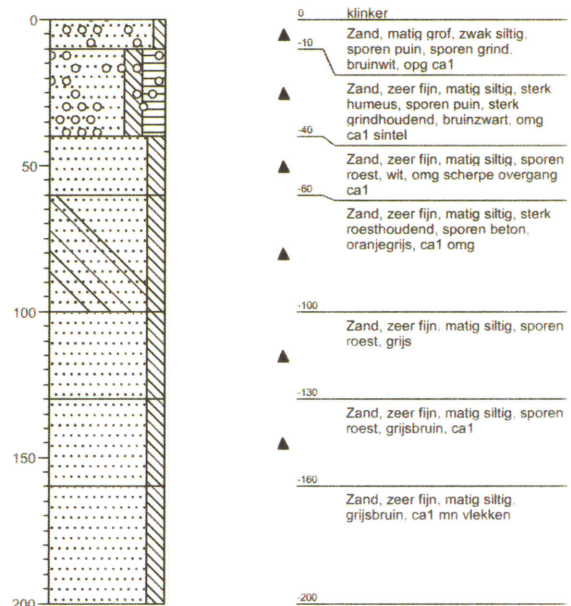 0
50
100
150
200
0
klinker
Zand, matig grof, zwak siltig,
sporen puin, sporen grind,
bruinwit, opg ca1
-10
Zand, zeer fijn, matig siltig, sterk
humeus, sporen puin, sterk
grindhoudend, bruinzwart, omg
ca1 sintel
-40
Zand, zeer fijn, matig siltig, sporen
roest, wit, omg scherpe overgang
ca1
-60
Zand, zeer fijn, matig siltig, sterk
roesthoudend, sporen beton,
oranjegrijs, ca1 omg
-100
Zand, zeer fijn, matig siltig, sporen
roest, grijs
-130
Zand, zeer fijn, matig siltig, sporen
roest, grijsbruin, ca1
-160
Zand, zeer fijn, matig siltig,
grijsbruin, ca1 mn vlekken
-200